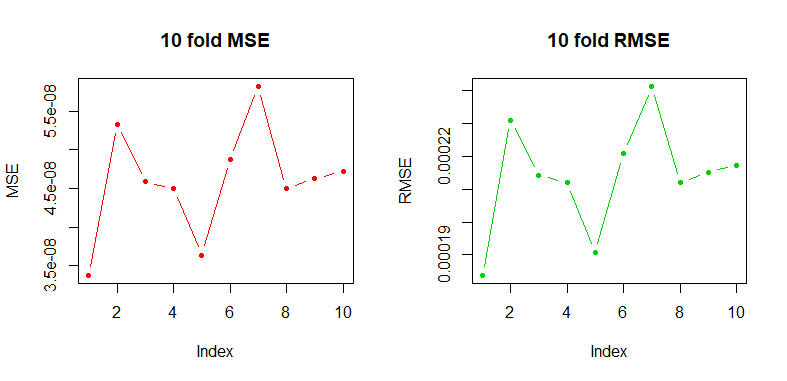 10 fold MSE
MSE
5.5e-08
4.5e-08
3.5e-08
2 4 6 8 10
Index
10 fold RMSE
RMSE
0.00022
0.00019
2 4 6 8 10
Index